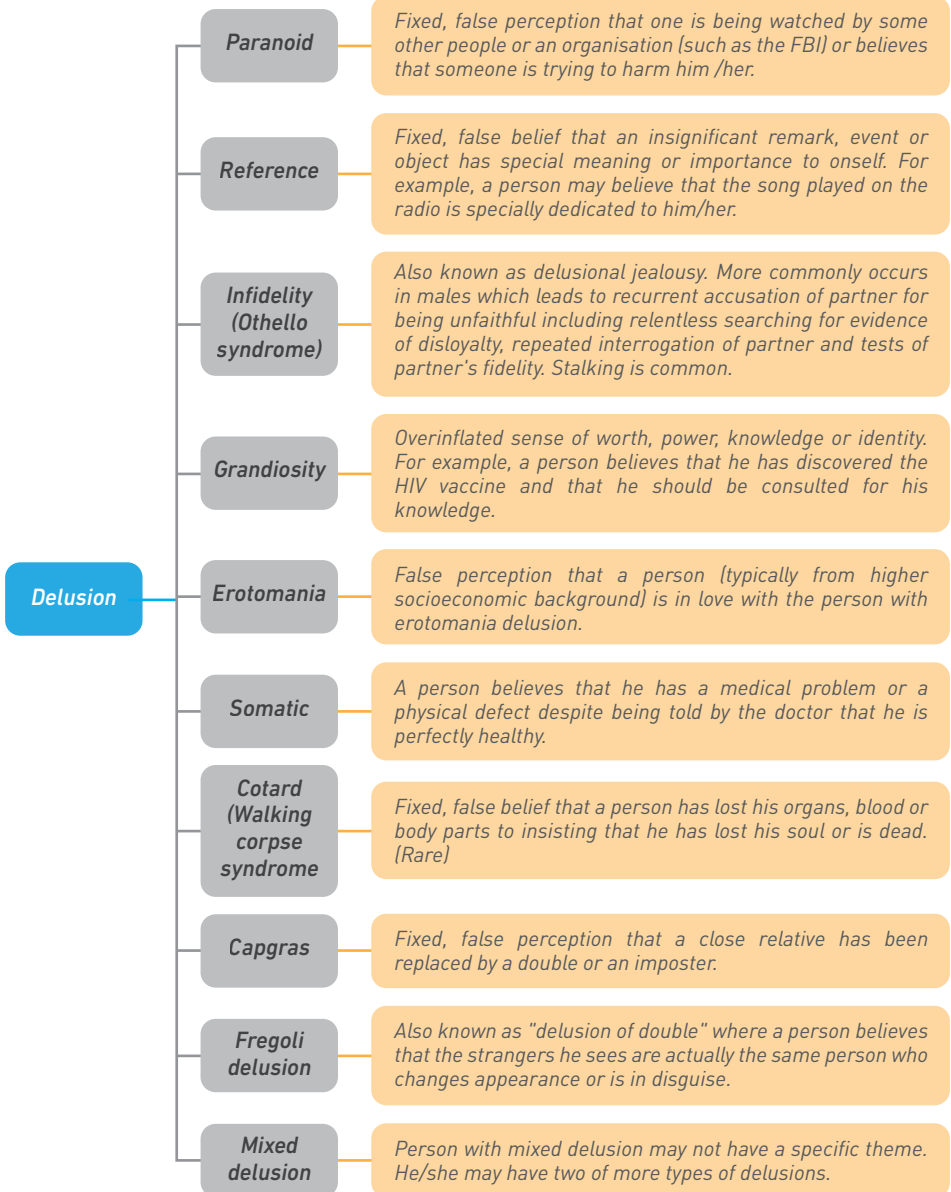 Paranoid
Fixed, false perception that one is being watched by some
other people or an organisation (such as the FBI) or believes
that someone is trying to harm him /her.
Reference
Fixed, false belief that an insignificant remark, event or
object has special meaning or importance to onself. For
example, a person may believe that the song played on the
radio is specially dedicated to him/her.
Infidelity
(Othello
syndrome)
Also known as delusional jealousy. More commonly occurs
in males which leads to recurrent accusation of partner for
being unfaithful including relentless searching for evidence
of disloyalty, repeated interrogation of partner and tests of
partner's fidelity. Stalking is common.
Grandiosity
Overinflated sense of worth, power, knowledge or identity.
For example, a person believes that he has discovered the
HIV vaccine and that he should be consulted for his
knowledge.
Delusion
Erotomania
False perception that a person (typically from higher
socioeconomic background) is in love with the person with
erotomania delusion.
Somatic
A person believes that he has a medical problem or a
physical defect despite being told by the doctor that he is
perfectly healthy.
Cotard
(Walking
corpse
syndrome
Fixed, false belief that a person has lost his organs, blood or
body parts to insisting that he has lost his soul or is dead.
(Rare)
Capgras
Fixed, false perception that a close relative has been
replaced by a double or an imposter.
Fregoli
delusion
Also known as "delusion of double" where a person believes
that the strangers he sees are actually the same person who
changes appearance or is in disguise.
Mixed
delusion
Person with mixed delusion may not have a specific theme.
He/she may have two of more types of delusions.